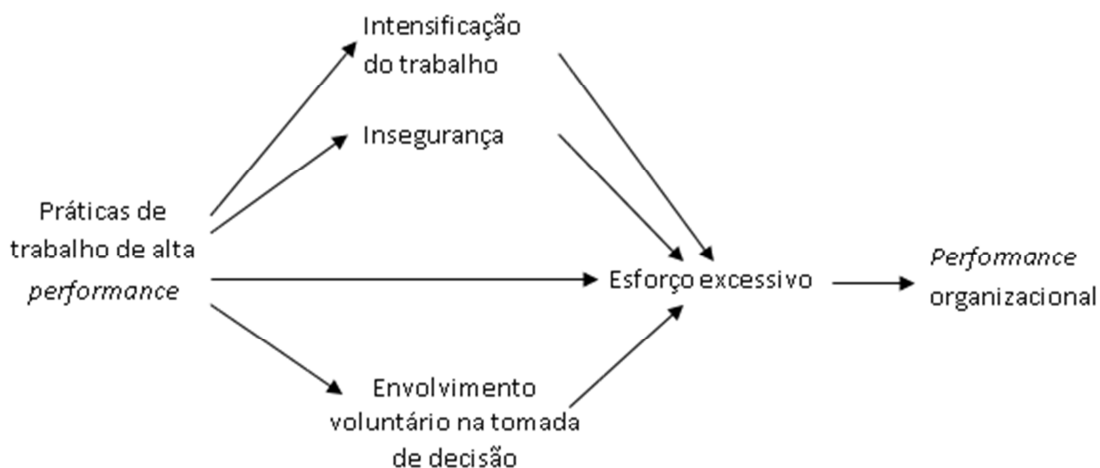 Intensificação
do trabalho
Insegurança
Práticas de
trabalho de alta
performance
Esforço excessivo
Performance
organizacional
Envolvimento
voluntário na tomada
de decisão